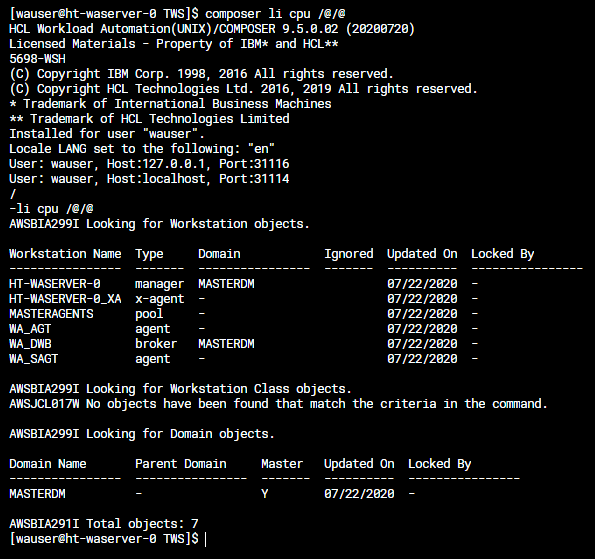 [wauser@ht-waserver-0 TWS]$ composer li cpu /@/@
HCL Workload Automation(UNIX)/COMPOSER 9.5.0.02 (20200720)
Licensed Materials - Property of IBM* and HCL**
5698-WSH
(C) Copyright IBM Corp. 1998, 2016 All rights reserved.
(C) Copyright HCL Technologies Ltd. 2016, 2019 All rights reserved.
* Trademark of International Business Machines
** Trademark of HCL Technologies Limited
Installed for user "wauser".
Locale LANG set to the following: "en"
User: wauser, Host:127.0.0.1, Port:31116
User: wauser, Host:localhost, Port:31114
/
-li cpu /@/@
AWSBIA299I Looking for Workstation objects.
Workstation Name Type Domain Ignored Updated On Locked By
---------------- ------- ---------------- ------- ---------- ----------------
HT-WASERVER-0 manager MASTERDM 07/22/2020 -
HT-WASERVER-0_XA x-agent - 07/22/2020 -
MASTERAGENTS pool - 07/22/2020 -
WA_AGT agent - 07/22/2020 -
WA_DWB broker MASTERDM 07/22/2020 -
WA_SAGT agent - 07/22/2020 -
AWSBIA299I Looking for Workstation Class objects.
AWSJCL017W No objects have been found that match the criteria in the command.
AWSBIA299I Looking for Domain objects.
Domain Name Parent Domain Master Updated On Locked By
---------------- ---------------- ------- ---------- ----------------
MASTERDM - Y 07/22/2020 -
AWSBIA291I Total objects: 7
[wauser@ht-waserver-0 TWS]$